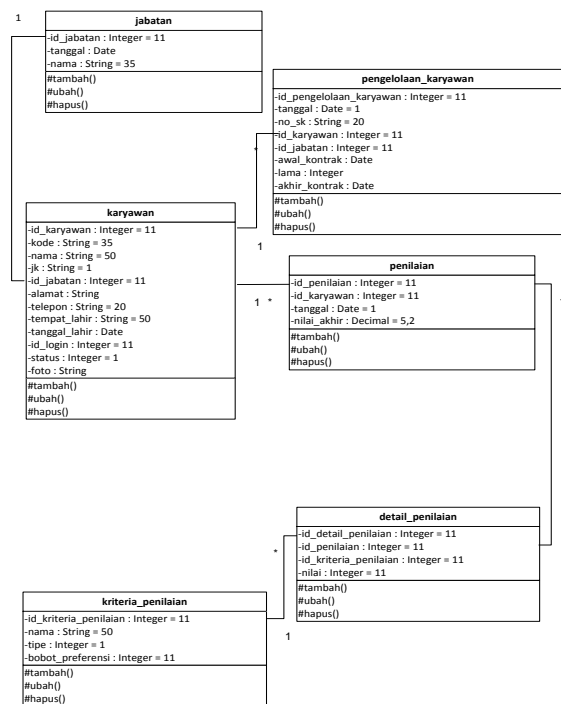 1
jabatan
-id_jabatan : Integer = 11
-tanggal : Date
-nama : String = 35
#tambah()
#ubah()
#hapus()
pengelolaan_karyawan
-id_pengelolaan_karyawan : Integer = 11
-tanggal : Date = 1
-no_sk : String = 20
-id_karyawan : Integer = 11
-id_jabatan : Integer = 11
-awal_kontrak : Date
-lama : Integer
-akhir_kontrak : Date
#tambah()
#ubah()
#hapus()
*
1
karyawan
-id_karyawan : Integer = 11
-kode : String = 35
-nama : String = 50
-jk : String = 1
-id_jabatan : Integer = 11
-alamat : String
-telepon : String = 20
-tempat_lahir : String = 50
-tanggal_lahir : Date
-id_login : Integer = 11
-status : Integer = 1
-foto : String
#tambah()
#ubah()
#hapus()
1 *
penilaian
-id_penilaian : Integer = 11
-id_karyawan : Integer = 11
-tanggal : Date = 1
-nilai_akhir : Decimal = 5,2
#tambah()
#ubah()
#hapus()
detail_penilaian
-id_detail_penilaian : Integer = 11
-id_penilaian : Integer = 11
-id_kriteria_penilaian : Integer = 11
-nilai : Integer = 11
#tambah()
#ubah()
#hapus()
*
1
kriteria_penilaian
-id_kriteria_penilaian : Integer = 11
-nama : String = 50
-tipe : Integer = 1
-bobot_preferensi : Integer = 11
#tambah()
#ubah()
#hapus()